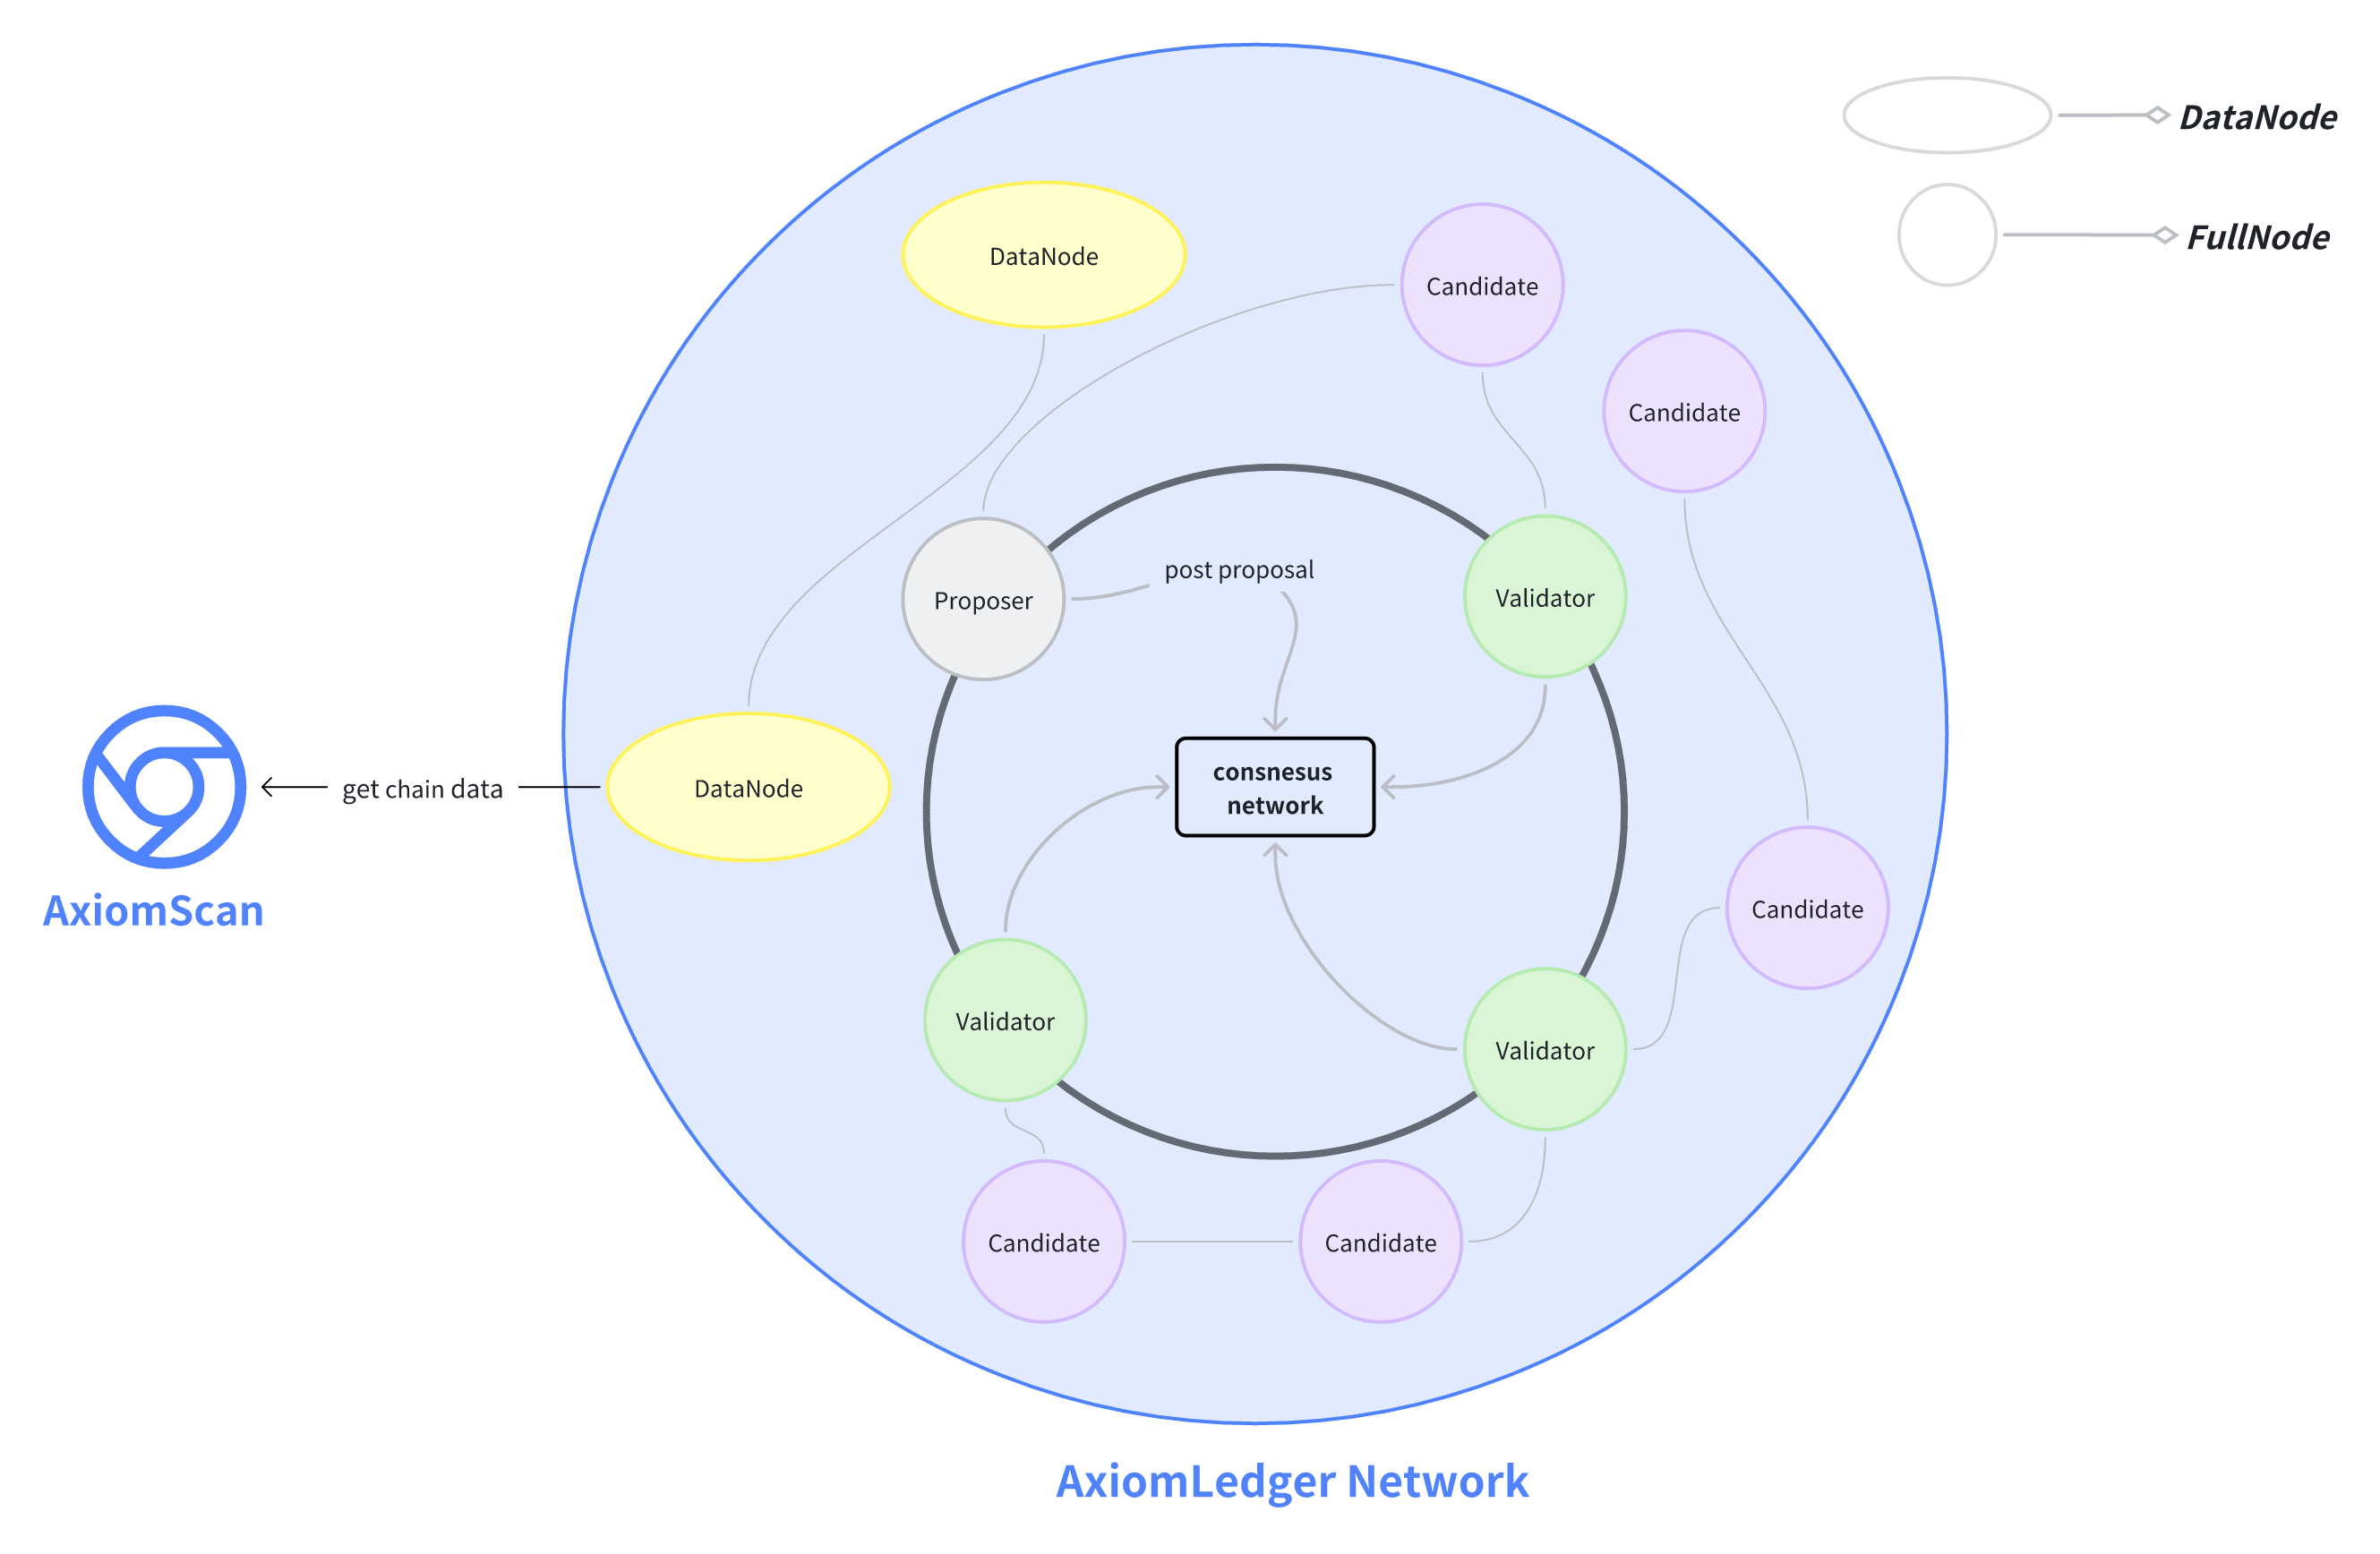 DataNode
FullNode
DataNode
Candidate
Candidate
post proposal
Proposer
Validator
consnesus
network
get chain data
DataNode
AxiomScan
Candidate
Validator
Validator
Candidate
Candidate
AxiomLedger Network